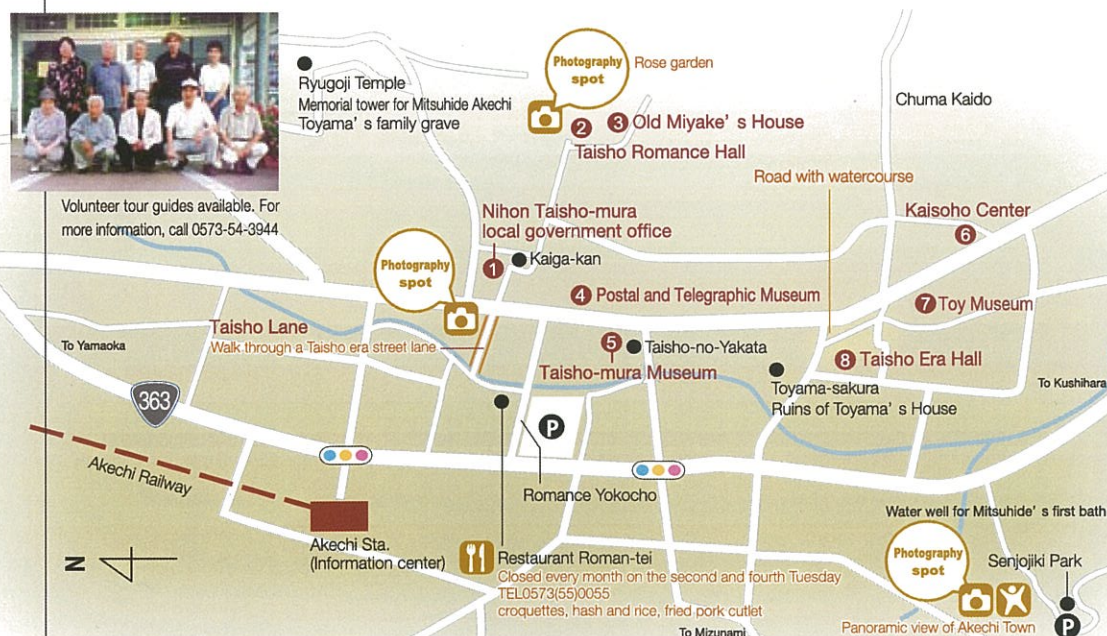 Volunteer tour guides available. For
more information, call 0573-54-3944
Ryugoji Temple
Memorial tower for Mitsuhide Akechi
Toyama's family grave
Photography
spot
Rose garden
2
3 Old Miyake's House
Taisho Romance Hall
Chuma Kaido
Road with watercourse
Nihon Taisho-mura
local government office
1
Kaiga-kan
Kaisoho Center
6
Photography
spot
4 Postal and Telegraphic Museum
7 Toy Museum
Taisho Lane
Walk through a Taisho era street lane
To Yamaoka
5
Taisho-no-Yakata
Taisho-mura Museum
8 Taisho Era Hall
Toyama-sakura
Ruins of Toyama's House
To Kushihara
363
P
Akechi Railway
Romance Yokocho
Akechi Sta.
(Information center)
N
Restaurant Roman-tei
Closed every month on the second and fourth Tuesday
TEL0573(55)0055
croquettes, hash and rice, fried pork cutlet
To Mizunami
Water well for Mitsuhide's first bath
Photography
spot
Senjojiki Park
P
Panoramic view of Akechi Town